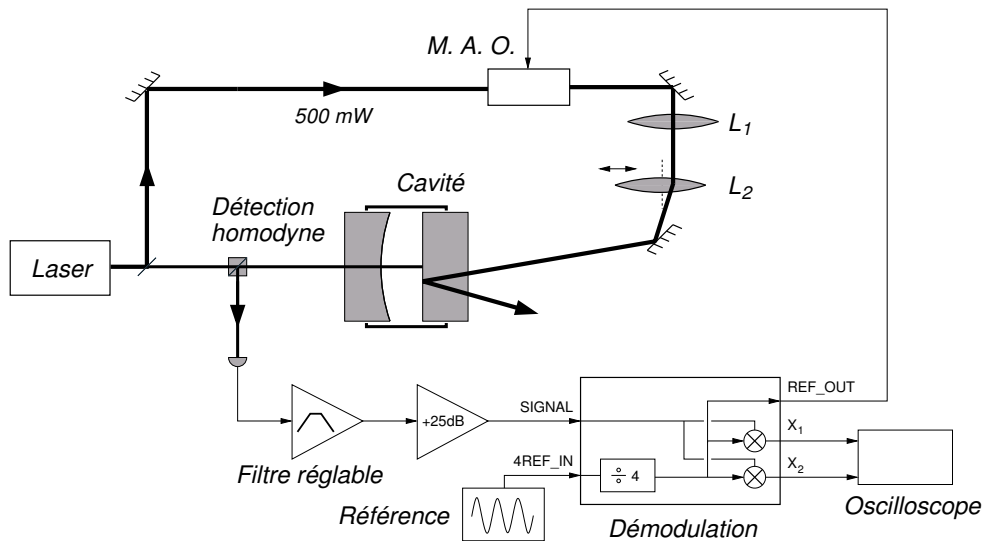 M. A. O.
500 mW
L1
L2
Cavité
Détection
homodyne
Laser
REF_OUT
SIGNAL
+25dB
X1
X2
4REF_IN
÷ 4
Filtre réglable
Référence
Démodulation
Oscilloscope